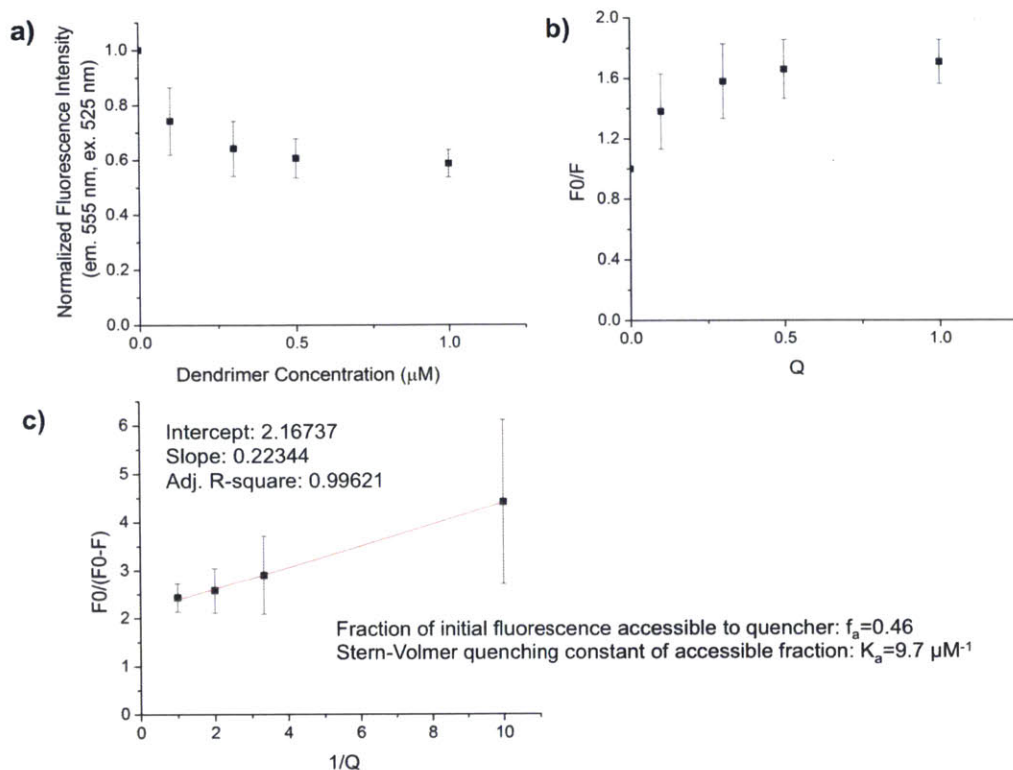 a)
Normalized Fluorescence Intensity
(em. 555 nm, ex. 525 nm)
1.0
0.8
0.6
0.4
0.2
0.0
0.0
0.5
1.0
Dendrimer Concentration (μM)
b)
F0/F
2.0
1.6
1.2
0.8
0.4
0.0
0.0
0.5
1.0
Q
c)
Intercept: 2.16737
Slope: 0.22344
Adj. R-square: 0.99621
F0/(F0-F)
6
5
4
3
2
1
0
0
2
4
6
8
10
1/Q
Fraction of initial fluorescence accessible to quencher: fₐ=0.46
Stern-Volmer quenching constant of accessible fraction: Kₐ=9.7 μM⁻¹